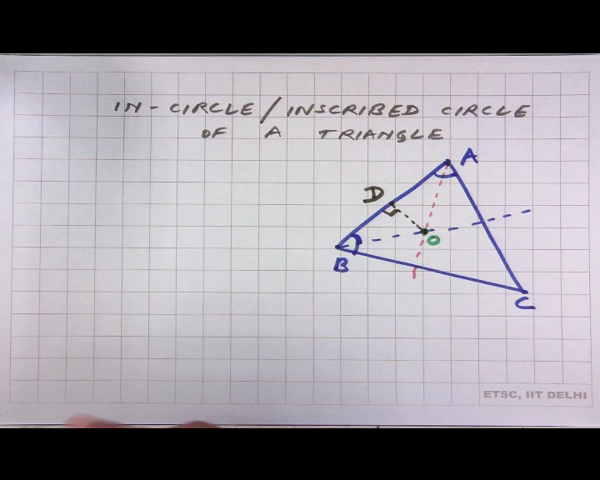 IN-CIRCLE/INSCRIBED CIRCLE
OF A TRIANGLE
A
D
O
B
C
ETSC, IIT DELHI